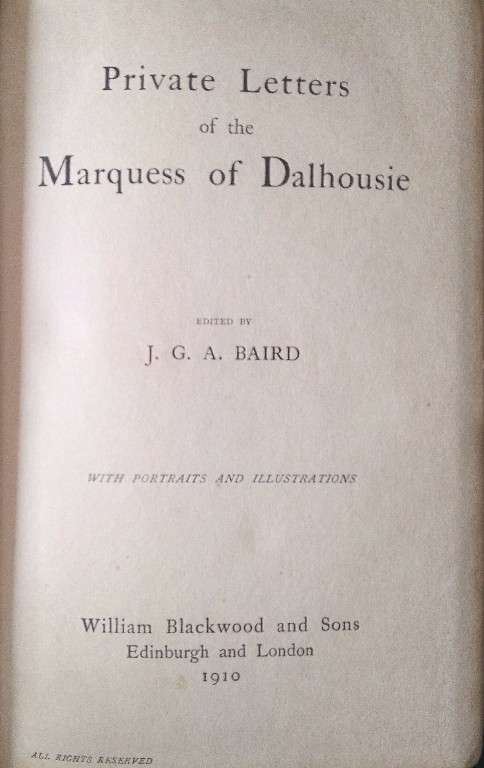 Private Letters
of the
Marquess of Dalhousie
EDITED BY
J. G. A. BAIRD
WITH PORTRAITS AND ILLUSTRATIONS
William Blackwood and Sons
Edinburgh and London
1910
ALL RIGHTS RESERVED